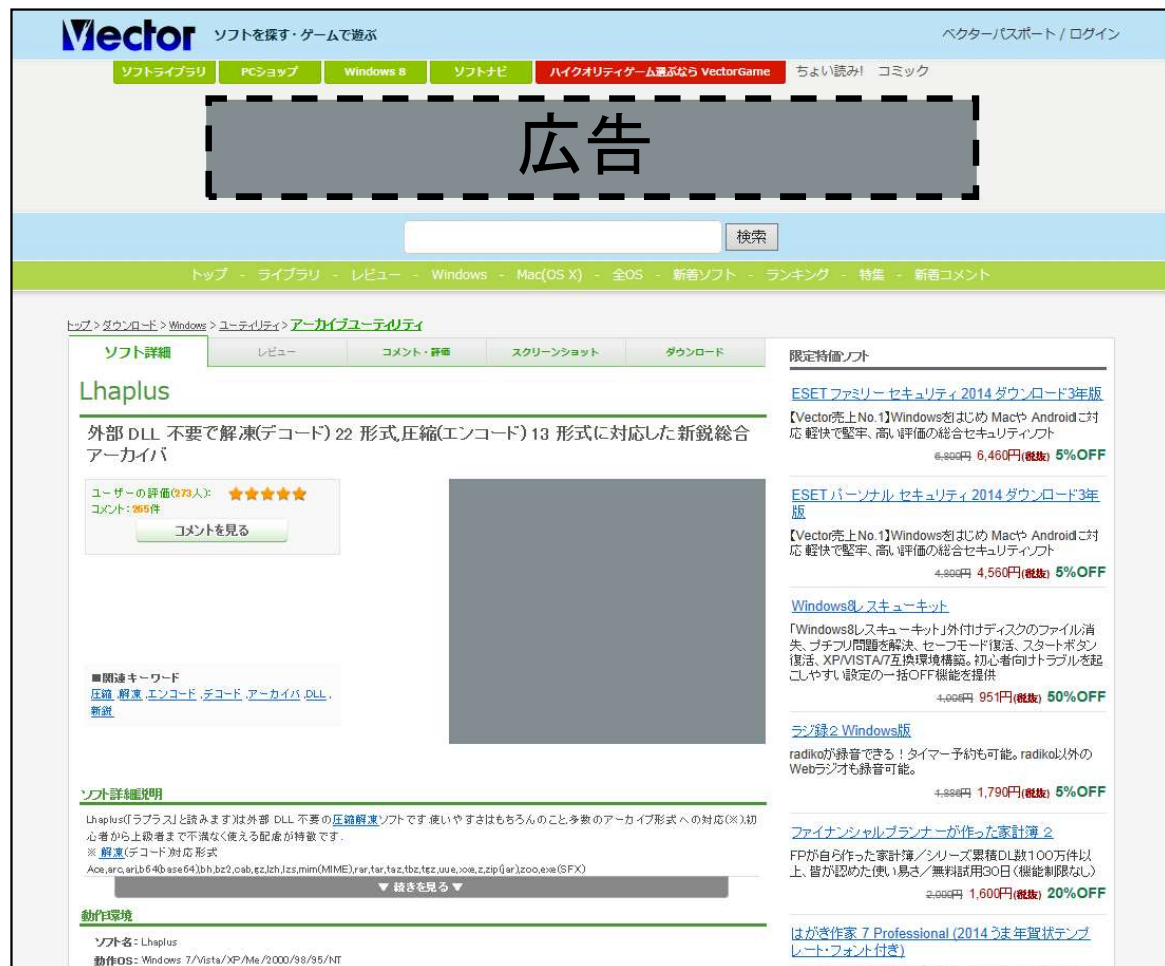 Vector ソフトを探す・ゲームで遊ぶ
ベクターパスポート / ログイン
ソフトライブラリ PCショップ Windows 8 ソフトナビ ハイクオリティゲーム選ぶなら VectorGame ちょい読み! コミック
広告
検索
トップ - ライブラリ - レビュー - Windows - Mac(OS X) - 全OS - 新着ソフト - ランキング - 特集 - 新着コメント
トップ > ダウンロード > Windows > ユーティリティ > アーカイブユーティリティ
ソフト詳細 レビュー コメント・評価 スクリーンショット ダウンロード
Lhaplus
外部 DLL 不要で解凍(デコード) 22 形式,圧縮(エンコード) 13 形式に対応した新鋭総合
アーカイバ
ユーザーの評価(273人): ★★★★★
コメント:265件
コメントを見る
■関連キーワード
圧縮 ,解凍 ,エンコード ,デコード ,アーカイバ ,DLL ,
新鋭
ソフト詳細説明
Lhaplus(「ラプラス」と読みます)は外部 DLL 不要の圧縮解凍ソフトです.使いやすさはもちろんのこと多数のアーカイブ形式への対応(※),初
心者から上級者まで不満なく使える配慮が特徴です.
※ 解凍(デコード)対応形式
Ace,arc,arj,b64(base64),bh,bz2,cab,gz,lzh,lzs,mim(MIME),rar,tar,taz,tbz,tgz,uue,xxe,z,zip(jar),zoo,exe(SFX)
▼ 続きを見る ▼
動作環境
ソフト名: Lhaplus
動作OS: Windows 7/Vista/XP/Me/2000/98/95/NT
限定特価ソフト
ESET ファミリー セキュリティ 2014 ダウンロード3年版
【Vector売上No.1】Windowsをはじめ Macや Androidに対
応 軽快で堅牢、高い評価の総合セキュリティソフト
6,800円 6,460円(税抜) 5%OFF
ESET パーソナル セキュリティ 2014 ダウンロード3年
版
【Vector売上No.1】Windowsをはじめ Macや Androidに対
応 軽快で堅牢、高い評価の総合セキュリティソフト
4,800円 4,560円(税抜) 5%OFF
Windows8レスキューキット
「Windows8レスキューキット」外付けディスクのファイル消
失、プチフリ問題を解決、セーフモード復活、スタートボタン
復活、XP/VISTA/7互換環境構築。初心者向けトラブルを起
こしやすい設定の一括OFF機能を提供
951円(税抜) 50%OFF
ラジ録2 Windows版
radikoが録音できる!タイマー予約も可能。radiko以外の
Webラジオも録音可能。
1,790円(税抜) 5%OFF
ファイナンシャルプランナーが作った家計簿 2
FPが自ら作った家計簿/シリーズ累積DL数100万件以
上、皆が認めた使い易さ/無料試用30日(機能制限なし)
2,000円 1,600円(税抜) 20%OFF
はがき作家 7 Professional (2014うま年賀状テンプ
レート・フォント付き)